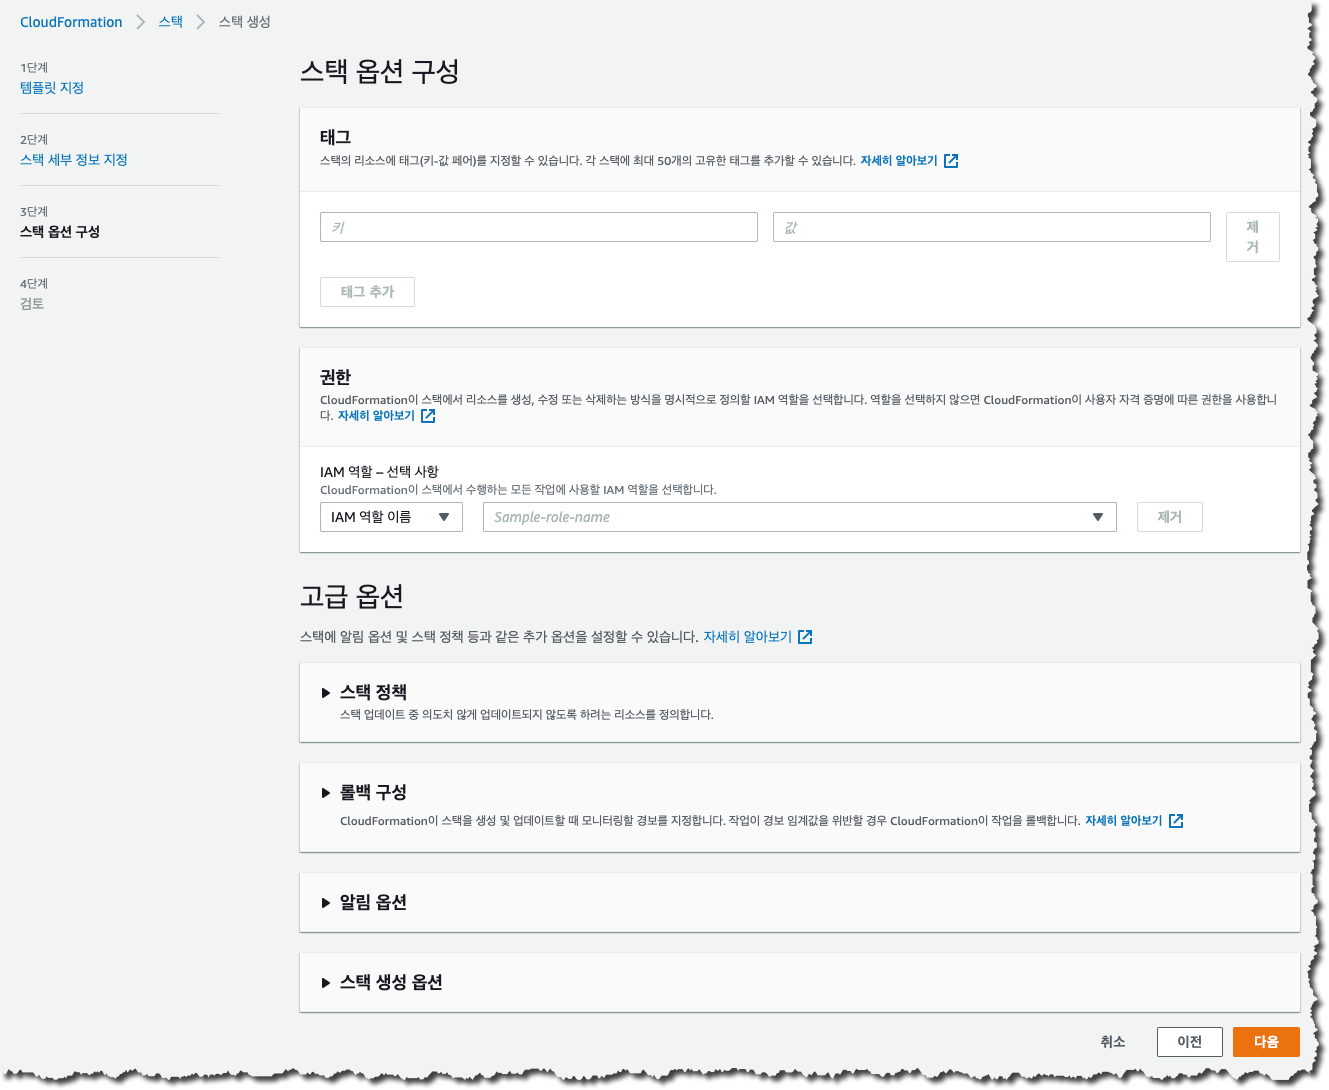 CloudFormation > 스택 > 스택 생성
1단계
템플릿 지정
2단계
스택 세부 정보 지정
3단계
스택 옵션 구성
4단계
검토
스택 옵션 구성
태그
스택의 리소스에 태그(키-값 페어)를 지정할 수 있습니다. 각 스택에 최대 50개의 고유한 태그를 추가할 수 있습니다. 자세히 알아보기
키
값
제
거
태그 추가
권한
CloudFormation이 스택에서 리소스를 생성, 수정 또는 삭제하는 방식을 명시적으로 정의할 IAM 역할을 선택합니다. 역할을 선택하지 않으면 CloudFormation이 사용자 자격 증명에 따른 권한을 사용합니
다. 자세히 알아보기
IAM 역할 – 선택 사항
CloudFormation이 스택에서 수행하는 모든 작업에 사용할 IAM 역할을 선택합니다.
IAM 역할 이름
Sample-role-name
제거
고급 옵션
스택에 알림 옵션 및 스택 정책 등과 같은 추가 옵션을 설정할 수 있습니다. 자세히 알아보기
스택 정책
스택 업데이트 중 의도치 않게 업데이트되지 않도록 하려는 리소스를 정의합니다.
롤백 구성
CloudFormation이 스택을 생성 및 업데이트할 때 모니터링할 경보를 지정합니다. 작업이 경보 임계값을 위반할 경우 CloudFormation이 작업을 롤백합니다. 자세히 알아보기
알림 옵션
스택 생성 옵션
취소
이전
다음